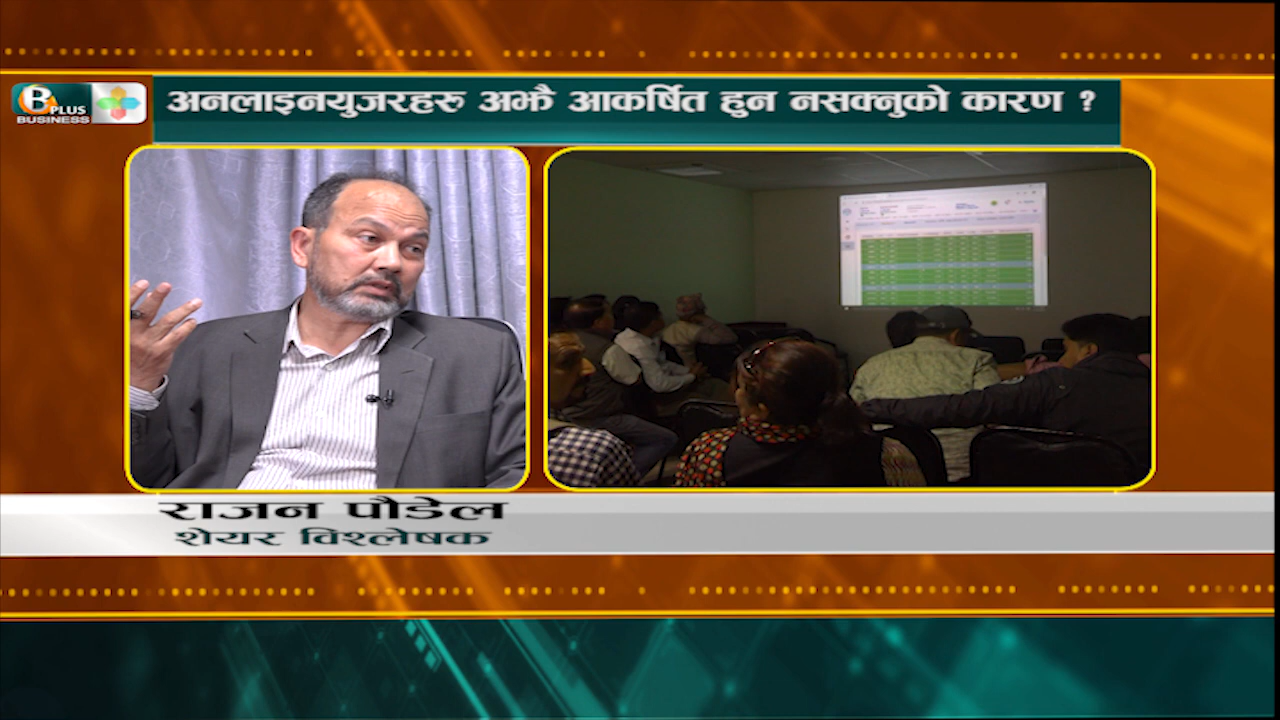 B PLUS
BUSINESS
अनलाइनयुजरहरु अझै आकर्षित हुन नसक्नुको कारण ?
राजन पौडेल
शेयर विश्लेषक